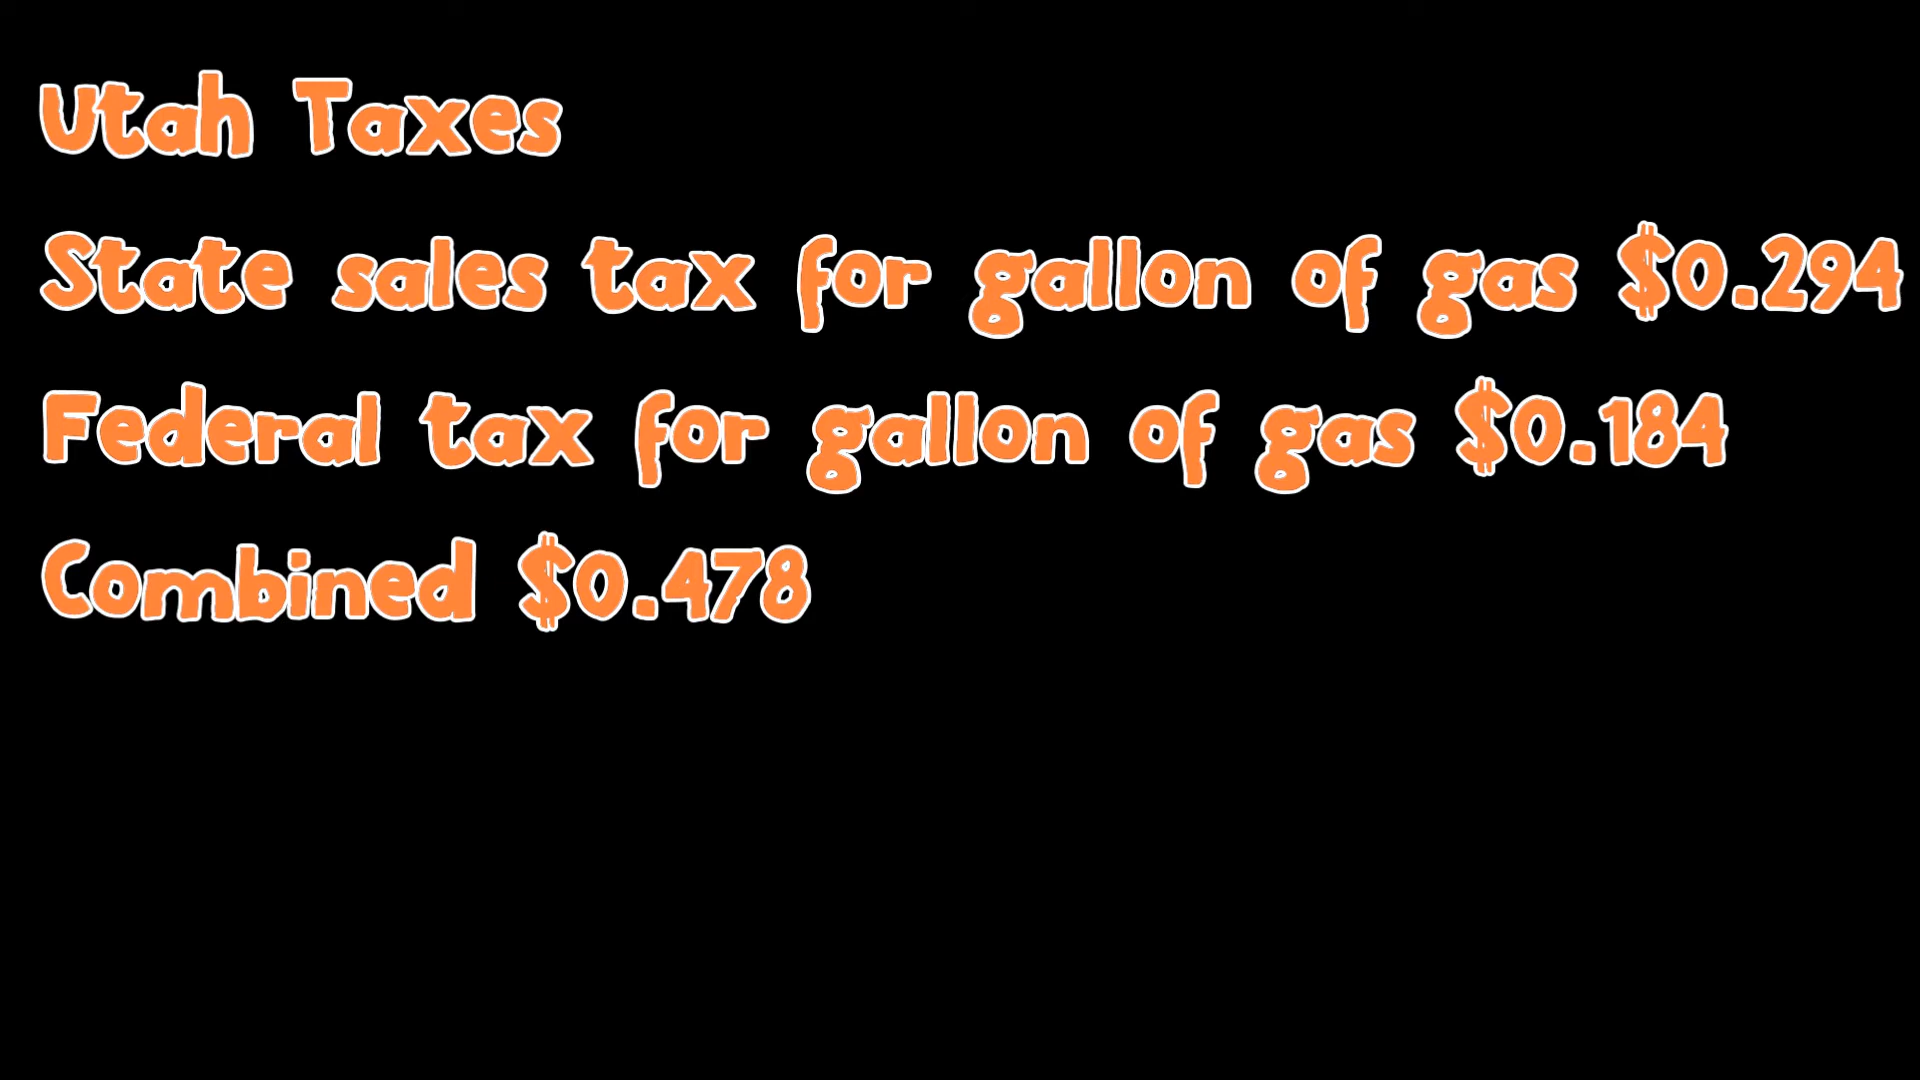 Utah Taxes
State sales tax for gallon of gas $0.294
Federal tax for gallon of gas $0.184
Combined $0.478